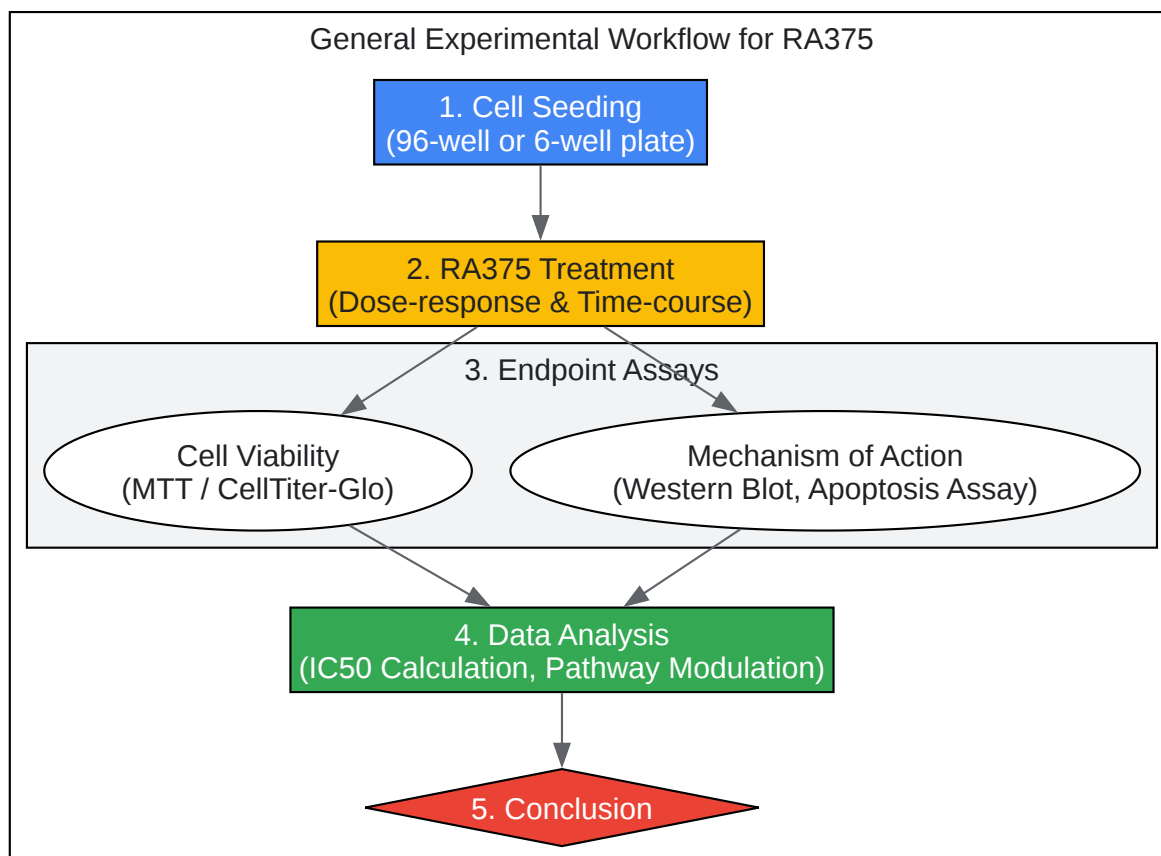 General Experimental Workflow for RA375
1. Cell Seeding
(96-well or 6-well plate)
2. RA375 Treatment
(Dose-response & Time-course)
3. Endpoint Assays
Cell Viability
(MTT / CellTiter-Glo)
Mechanism of Action
(Western Blot, Apoptosis Assay)
4. Data Analysis
(IC50 Calculation, Pathway Modulation)
5. Conclusion